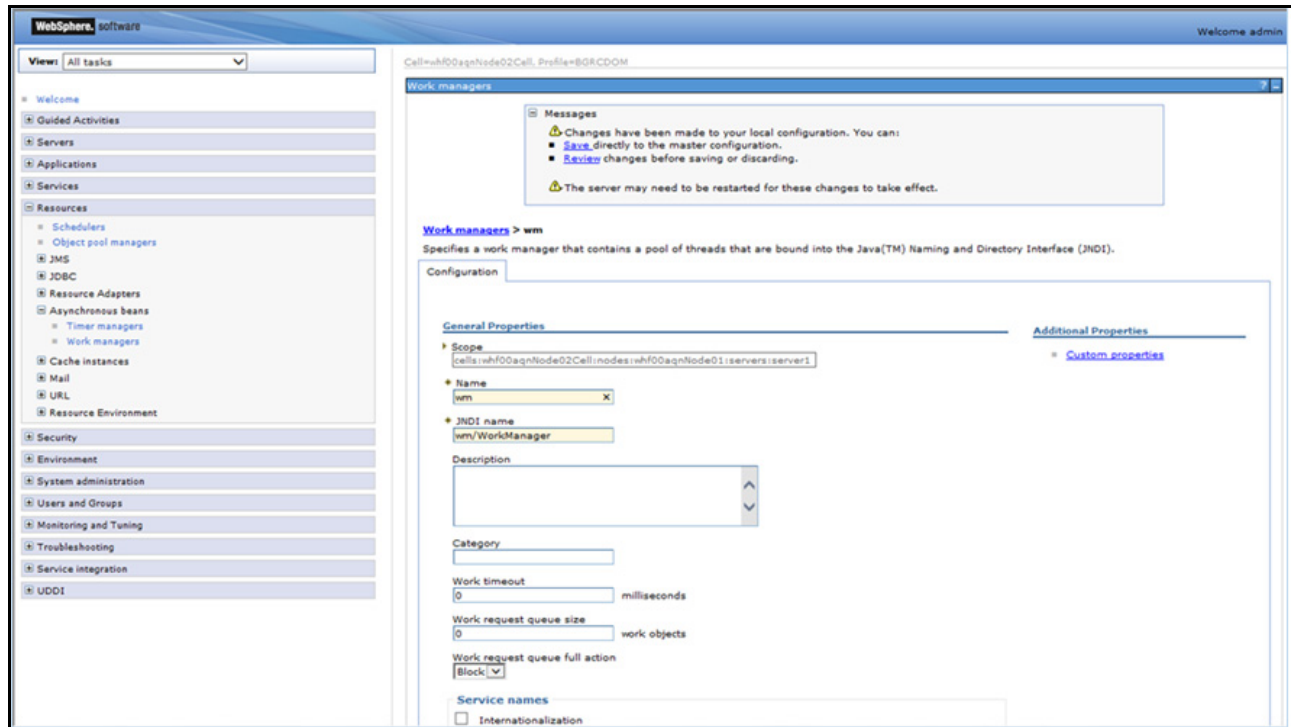 WebSphere. software
Welcome admin
View: All tasks
Welcome
Guided Activities
Servers
Applications
Services
Resources
Schedulers
Object pool managers
JMS
JDBC
Resource Adapters
Asynchronous beans
Timer managers
Work managers
Cache instances
Mail
URL
Resource Environment
Security
Environment
System administration
Users and Groups
Monitoring and Tuning
Troubleshooting
Service integration
UDDI
Cell=whf00aqnNode02Cell, Profile=BGRCDOM
Work managers ? –
Messages
Changes have been made to your local configuration. You can:
Save directly to the master configuration.
Review changes before saving or discarding.
The server may need to be restarted for these changes to take effect.
Work managers > wm
Specifies a work manager that contains a pool of threads that are bound into the Java(TM) Naming and Directory Interface (JNDI).
Configuration
General Properties
Scope
cells:whf00aqnNode02Cell:nodes:whf00aqnNode01:servers:server1
Name
wm
JNDI name
wm/WorkManager
Description
Category
Work timeout
0 milliseconds
Work request queue size
0 work objects
Work request queue full action
Block
Service names
Internationalization
Additional Properties
Custom properties